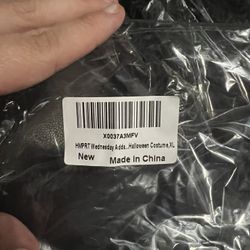 X0037A3MFV
HMPRT Wednesday Adds...Halloween Costume,XL
New
Made in China